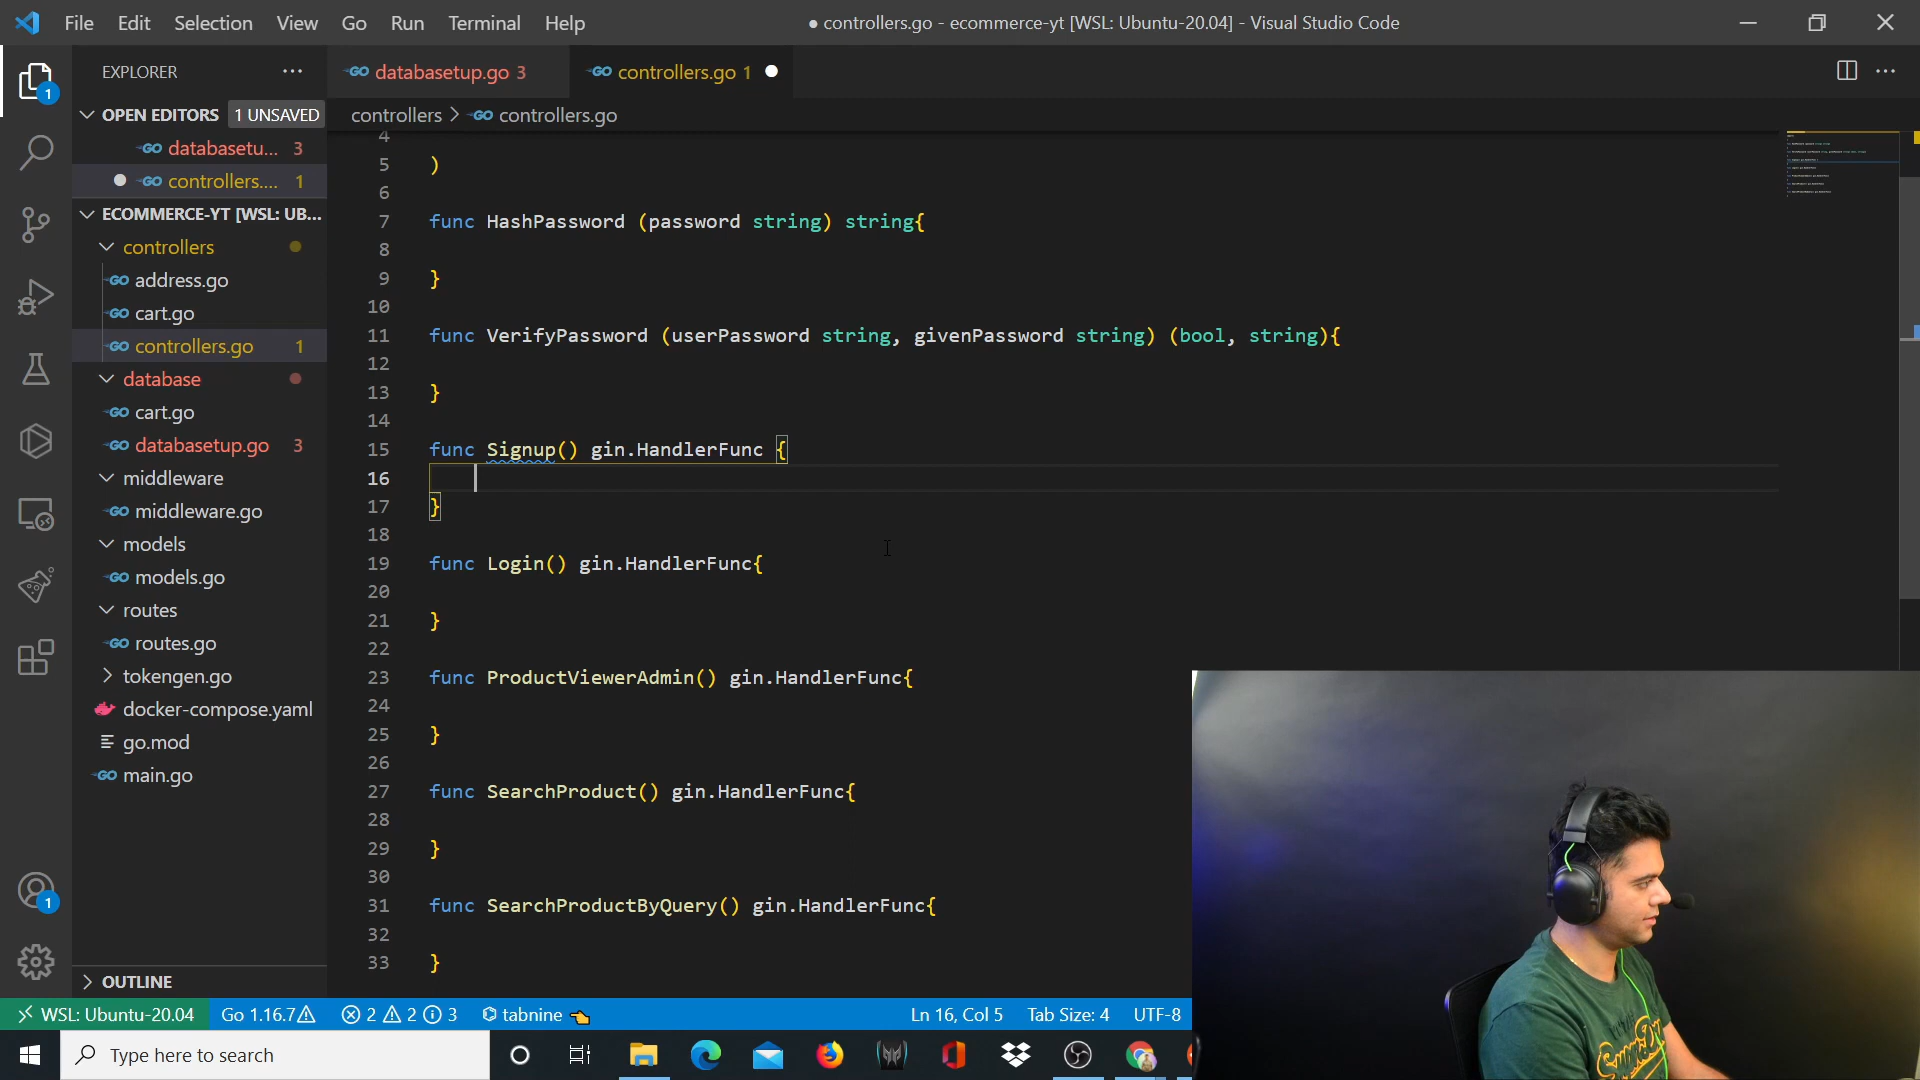 File Edit Selection View Go Run Terminal Help
● controllers.go - ecommerce-yt [WSL: Ubuntu-20.04] - Visual Studio Code
EXPLORER
OPEN EDITORS 1 UNSAVED
databasetu... 3
controllers.... 1
ECOMMERCE-YT [WSL: UB...
controllers
address.go
cart.go
controllers.go 1
database
cart.go
databasetup.go 3
middleware
middleware.go
models
models.go
routes
routes.go
tokengen.go
docker-compose.yaml
go.mod
main.go
OUTLINE
1
1
databasetup.go 3
controllers.go 1
controllers > controllers.go
4
5 )
6
7 func HashPassword (password string) string{
8
9 }
10
11 func VerifyPassword (userPassword string, givenPassword string) (bool, string){
12
13 }
14
15 func Signup() gin.HandlerFunc {
16
17 }
18
19 func Login() gin.HandlerFunc{
20
21 }
22
23 func ProductViewerAdmin() gin.HandlerFunc{
24
25 }
26
27 func SearchProduct() gin.HandlerFunc{
28
29 }
30
31 func SearchProductByQuery() gin.HandlerFunc{
32
33 }
WSL: Ubuntu-20.04 Go 1.16.7 2 2 3 tabnine Ln 16, Col 5 Tab Size: 4 UTF-8
Type here to search